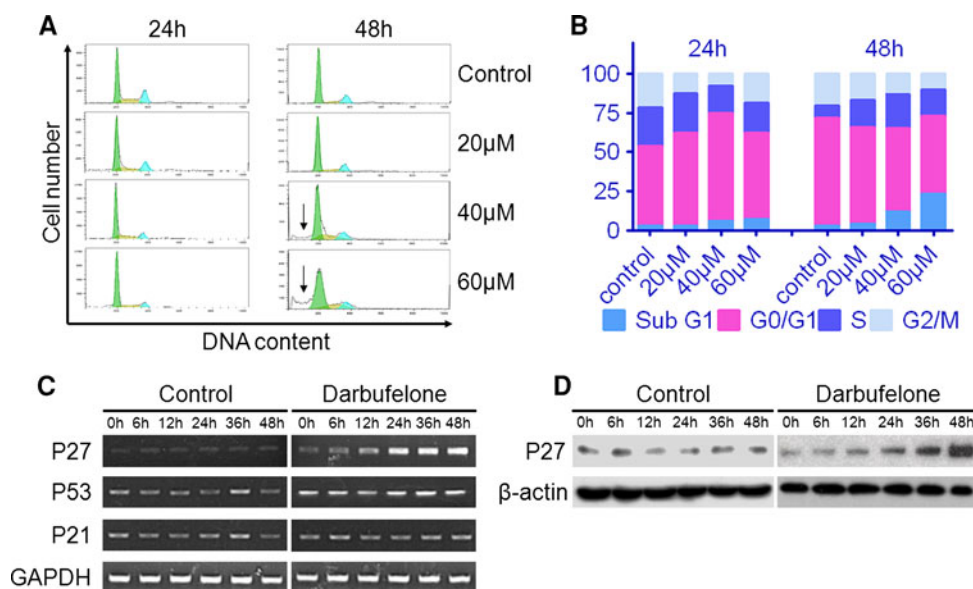 A
24h
48h
Control
20µM
40µM
60µM
Cell number
DNA content
B
24h
48h
100
75
50
25
0
control
20µM
40µM
60µM
control
20µM
40µM
60µM
Sub G1
G0/G1
S
G2/M
C
Control
Darbufelone
0h 6h 12h 24h 36h 48h
0h 6h 12h 24h 36h 48h
P27
P53
P21
GAPDH
D
Control
Darbufelone
0h 6h 12h 24h 36h 48h
0h 6h 12h 24h 36h 48h
P27
β-actin